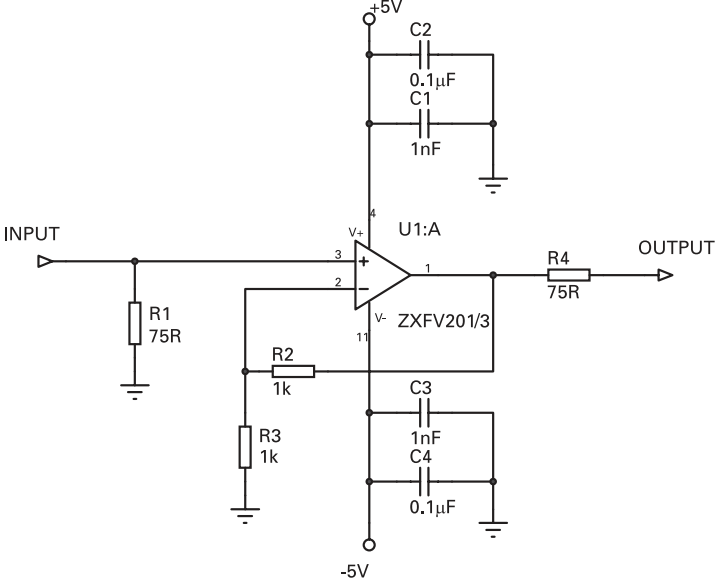 +5V
C2
0.1µF
C1
1nF
4
V+
U1:A
INPUT
3
+
2
−
1
R4
75R
OUTPUT
V-
ZXFV201/3
11
R1
75R
R2
1k
R3
1k
C3
1nF
C4
0.1µF
-5V